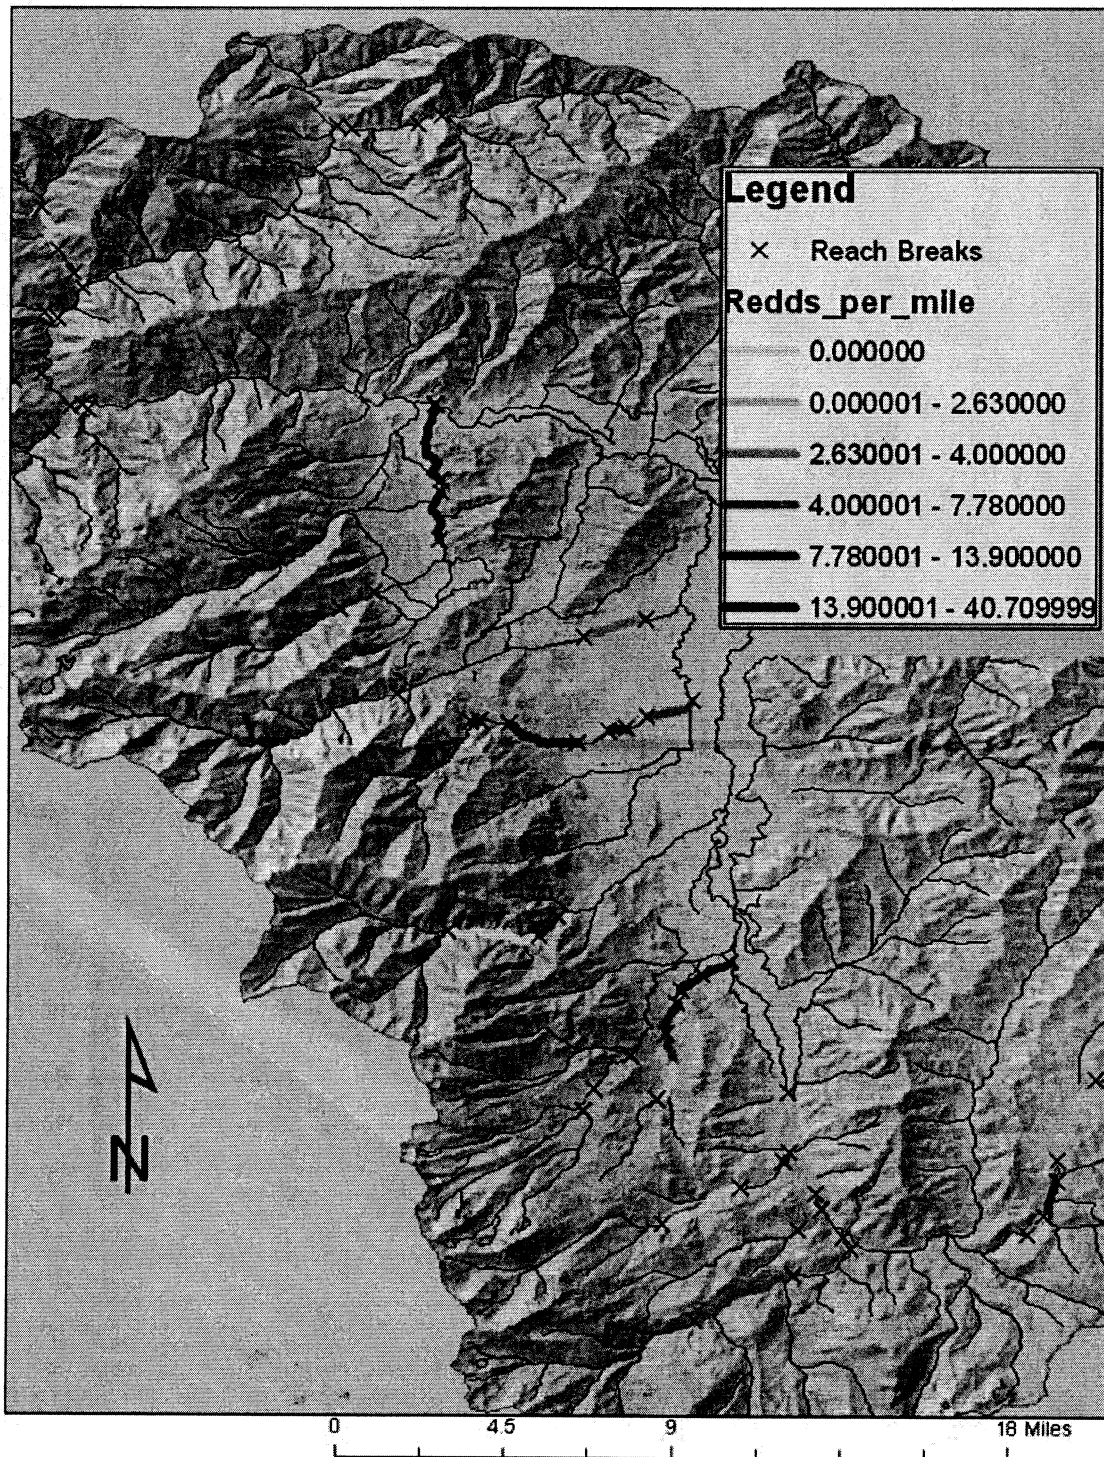 Legend
Reach Breaks
Redds_per_mile
0.000000
0.000001 - 2.630000
2.630001 - 4.000000
4.000001 - 7.780000
7.780001 - 13.900000
13.900001 - 40.709999
N
0 4.5 9 18 Miles